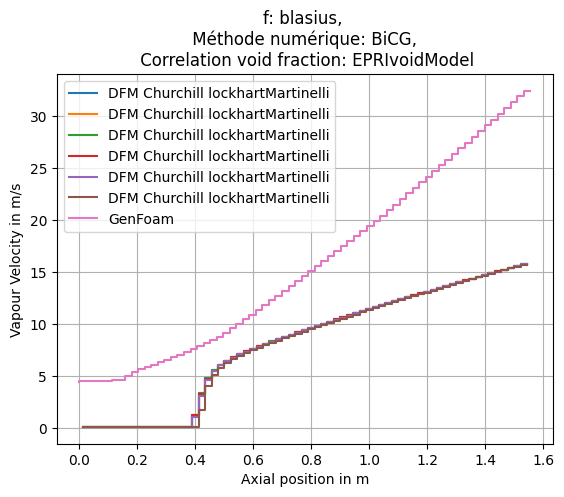 f: blasius,
Méthode numérique: BiCG,
Correlation void fraction: EPRIvoidModel
DFM Churchill lockhartMartinelli
DFM Churchill lockhartMartinelli
DFM Churchill lockhartMartinelli
DFM Churchill lockhartMartinelli
DFM Churchill lockhartMartinelli
DFM Churchill lockhartMartinelli
GenFoam
Vapour Velocity in m/s
30
25
20
15
10
5
0
0.0 0.2 0.4 0.6 0.8 1.0 1.2 1.4 1.6
Axial position in m